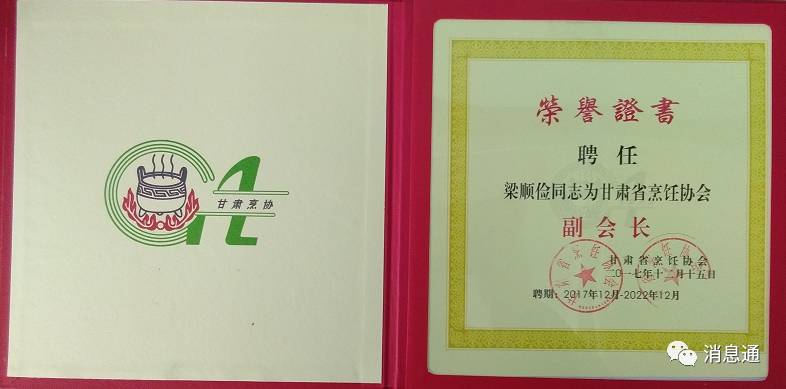 甘肃烹协
榮譽證書
聘任
梁顺俭同志为甘肃省烹饪协会
副会长
甘肃省烹饪协会
二〇一七年十二月十五日
聘期：2017年12月-2022年12月
消息通